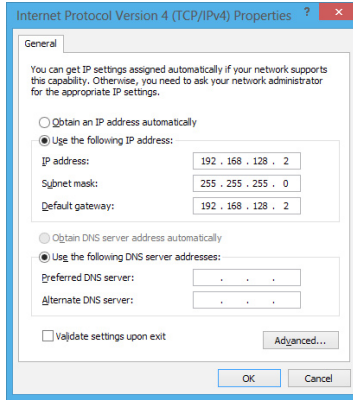 Internet Protocol Version 4 (TCP/IPv4) Properties ? ×
General
You can get IP settings assigned automatically if your network supports
this capability. Otherwise, you need to ask your network administrator
for the appropriate IP settings.
Obtain an IP address automatically
Use the following IP address:
IP address: 192 . 168 . 128 . 2
Subnet mask: 255 . 255 . 255 . 0
Default gateway: 192 . 168 . 128 . 2
Obtain DNS server address automatically
Use the following DNS server addresses:
Preferred DNS server: . . .
Alternate DNS server: . . .
Validate settings upon exit
Advanced...
OK Cancel